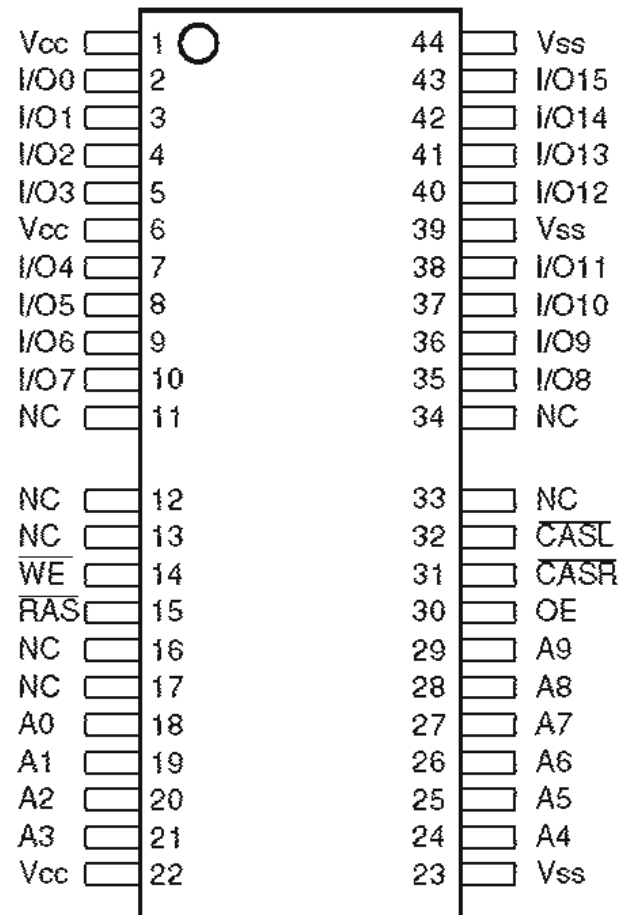 Vcc 1 44 Vss
I/O0 2 43 I/O15
I/O1 3 42 I/O14
I/O2 4 41 I/O13
I/O3 5 40 I/O12
Vcc 6 39 Vss
I/O4 7 38 I/O11
I/O5 8 37 I/O10
I/O6 9 36 I/O9
I/O7 10 35 I/O8
NC 11 34 NC
NC 12 33 NC
NC 13 32 C̅A̅S̅L̅
W̅E̅ 14 31 C̅A̅S̅R̅
R̅A̅S̅ 15 30 OE
NC 16 29 A9
NC 17 28 A8
A0 18 27 A7
A1 19 26 A6
A2 20 25 A5
A3 21 24 A4
Vcc 22 23 Vss